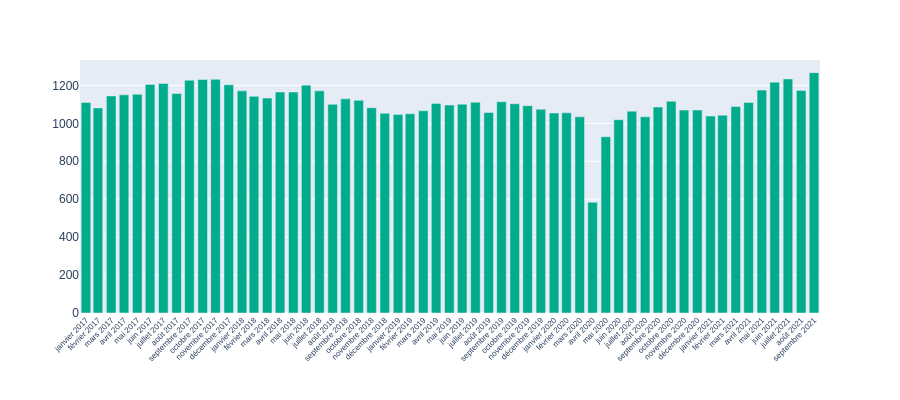 1200
1000
800
600
400
200
0
janvier 2017
février 2017
mars 2017
avril 2017
mai 2017
juin 2017
juillet 2017
août 2017
septembre 2017
octobre 2017
novembre 2017
décembre 2017
janvier 2018
février 2018
mars 2018
avril 2018
mai 2018
juin 2018
juillet 2018
août 2018
septembre 2018
octobre 2018
novembre 2018
décembre 2018
janvier 2019
février 2019
mars 2019
avril 2019
mai 2019
juin 2019
juillet 2019
août 2019
septembre 2019
octobre 2019
novembre 2019
décembre 2019
janvier 2020
février 2020
mars 2020
avril 2020
mai 2020
juin 2020
juillet 2020
août 2020
septembre 2020
octobre 2020
novembre 2020
décembre 2020
janvier 2021
février 2021
mars 2021
avril 2021
mai 2021
juin 2021
juillet 2021
août 2021
septembre 2021